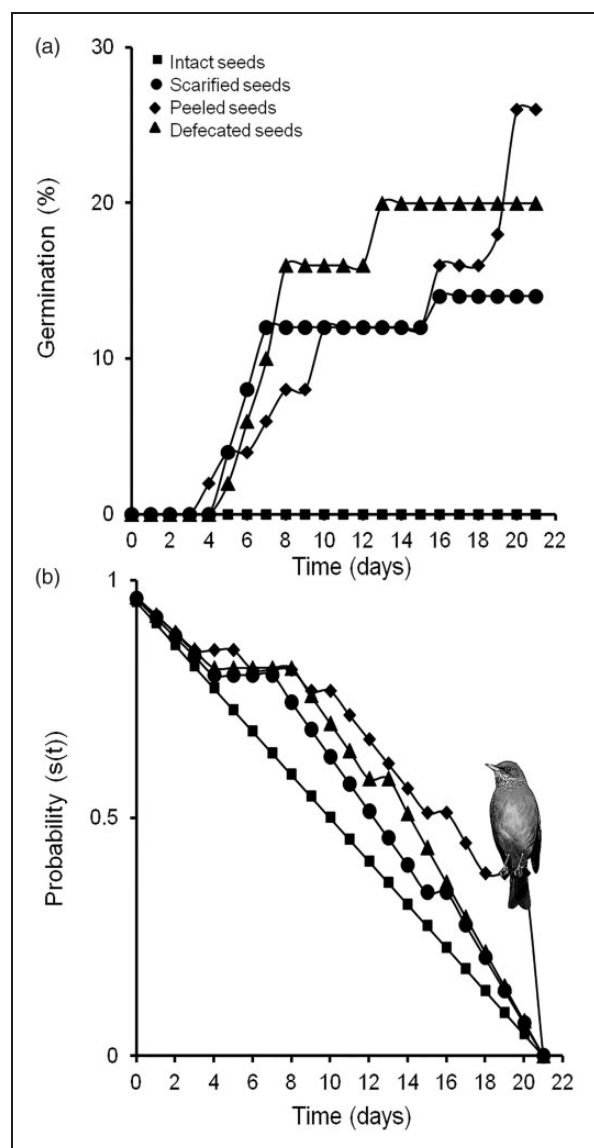 (a)
30
Intact seeds
Scarified seeds
Peeled seeds
Defecated seeds
20
10
0
Germination (%)
0 2 4 6 8 10 12 14 16 18 20 22
Time (days)
(b)
1
0.5
0
Probability (s(t))
0 2 4 6 8 10 12 14 16 18 20 22
Time (days)